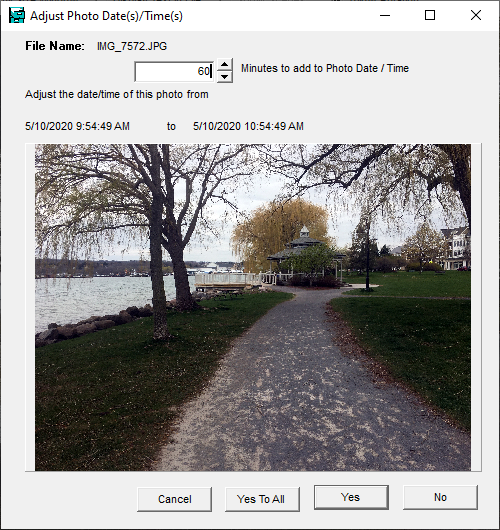 Adjust Photo Date(s)/Time(s)
File Name: IMG_7572.JPG
60 Minutes to add to Photo Date / Time
Adjust the date/time of this photo from
5/10/2020 9:54:49 AM to 5/10/2020 10:54:49 AM
Cancel Yes To All Yes No